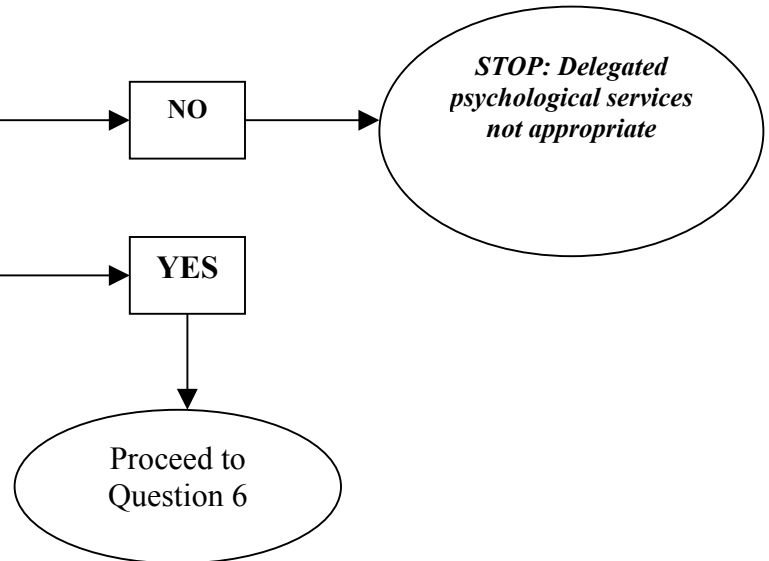 NO
STOP: Delegated
psychological services
not appropriate
YES
Proceed to
Question 6